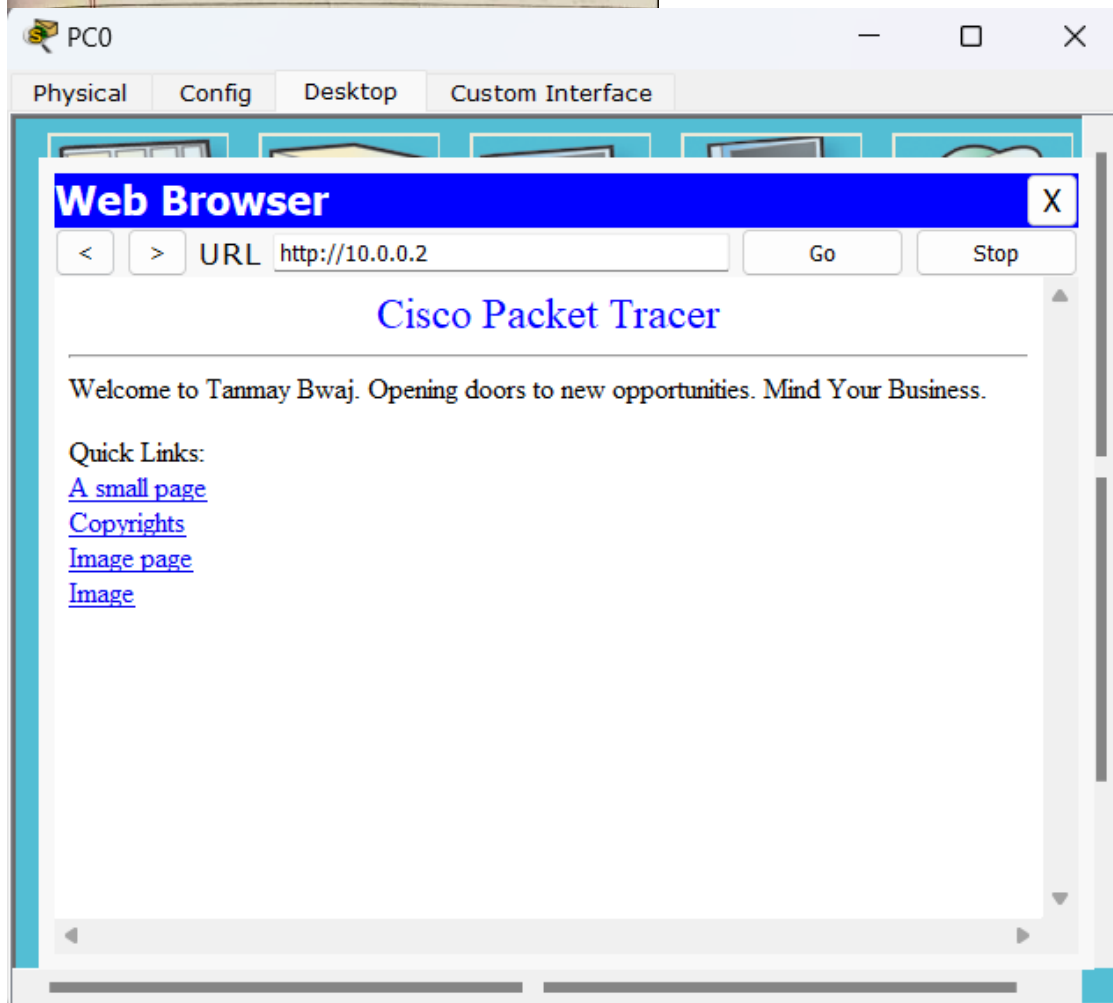 PC0
Physical Config Desktop Custom Interface
Web Browser X
< > URL http://10.0.0.2 Go Stop
Cisco Packet Tracer
Welcome to Tanmay Bwaj. Opening doors to new opportunities. Mind Your Business.
Quick Links:
A small page
Copyrights
Image page
Image